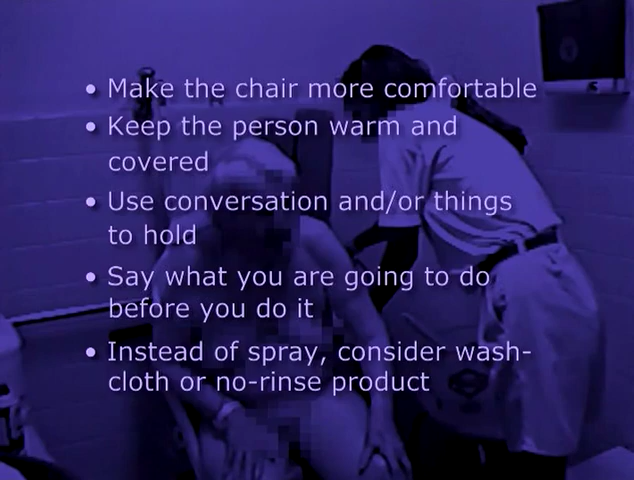 • Make the chair more comfortable
• Keep the person warm and
covered
• Use conversation and/or things
to hold
• Say what you are going to do
before you do it
• Instead of spray, consider wash-
cloth or no-rinse product